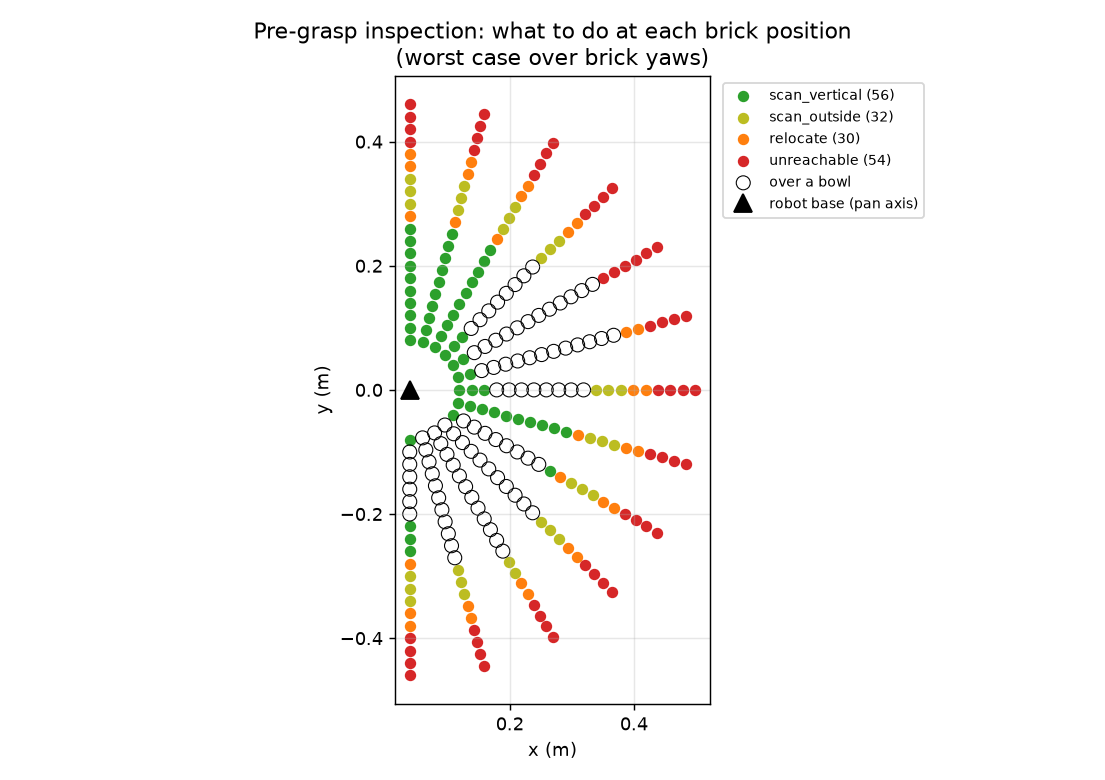 Pre-grasp inspection: what to do at each brick position
(worst case over brick yaws)
scan_vertical (56)
scan_outside (32)
relocate (30)
unreachable (54)
over a bowl
robot base (pan axis)
y (m)
0.4
0.2
0.0
−0.2
−0.4
0.2
0.4
x (m)